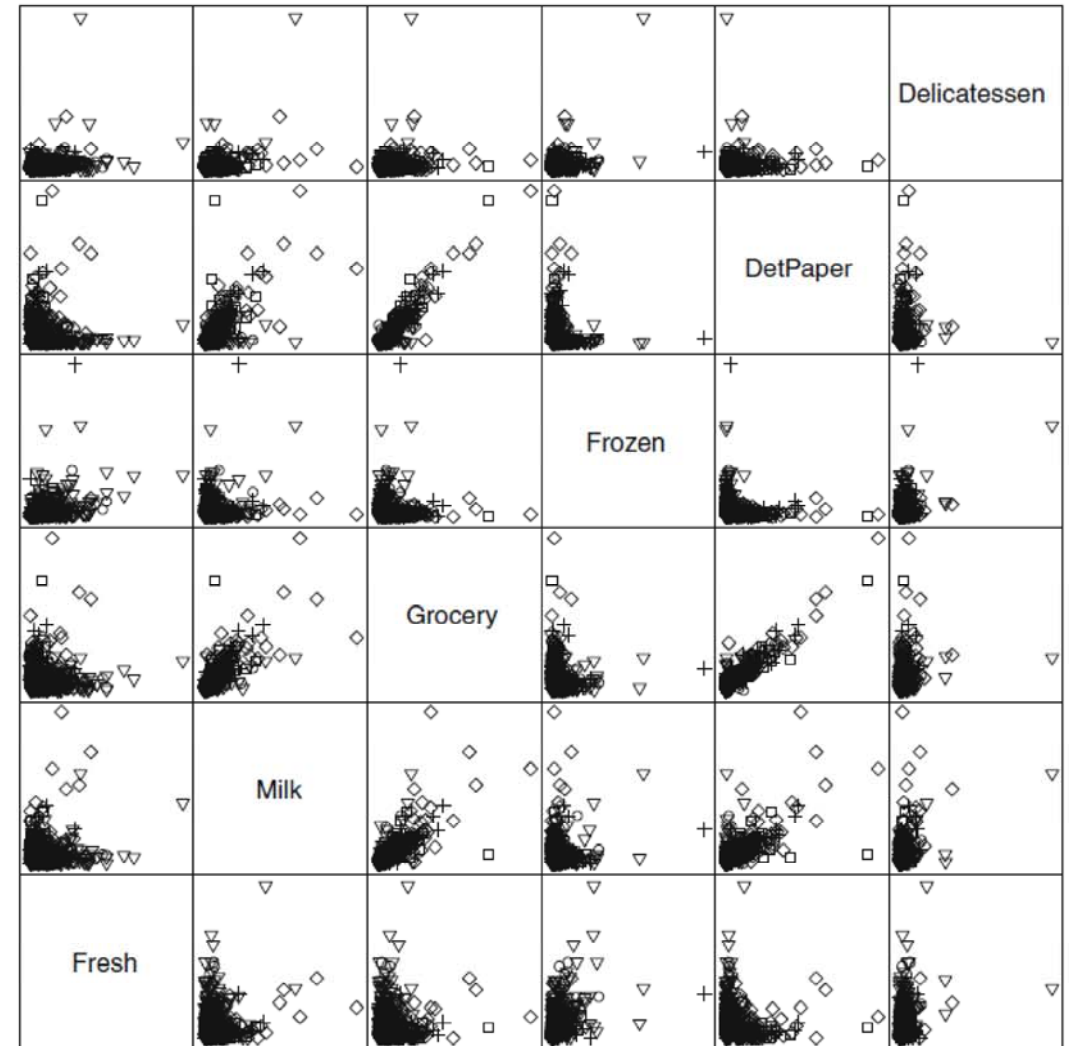 Delicatessen
DetPaper
Frozen
Grocery
Milk
Fresh